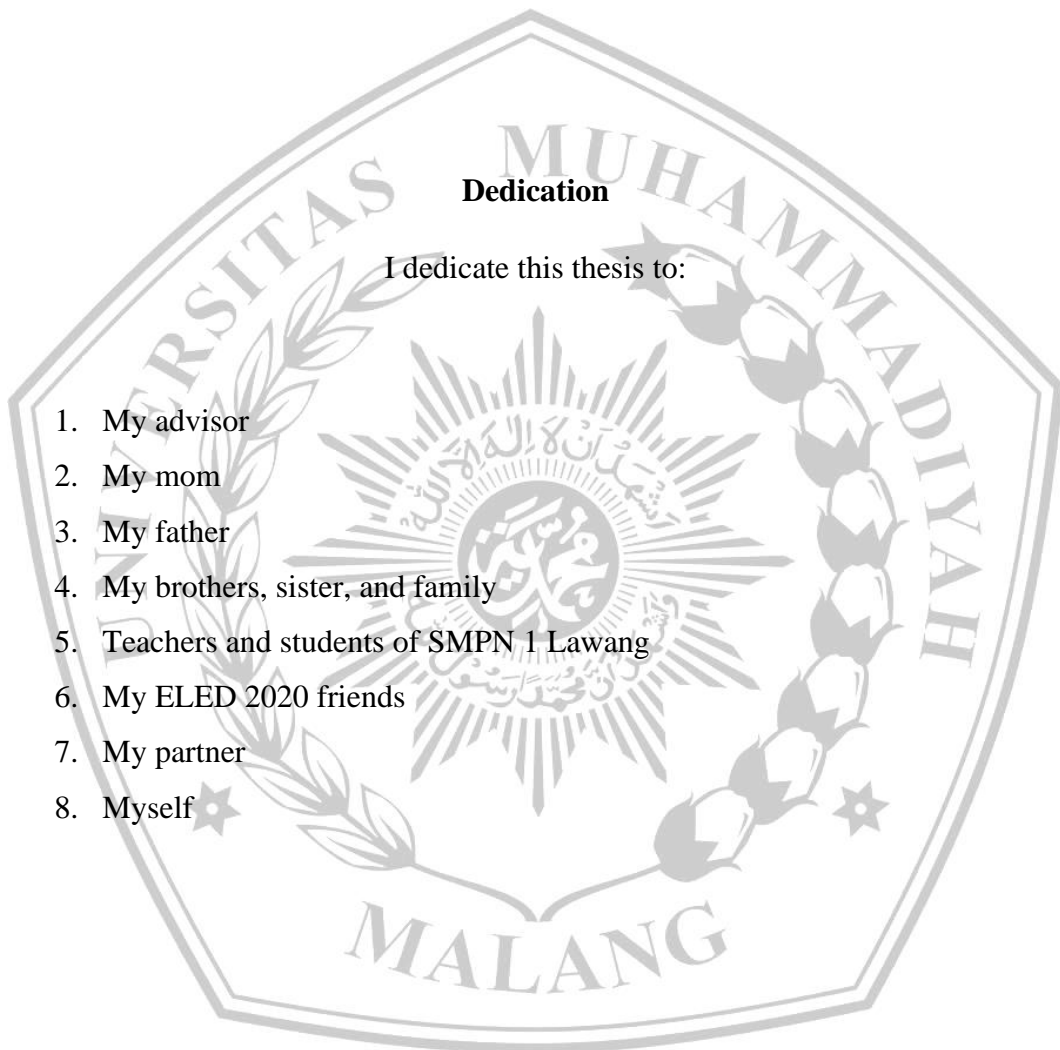 UNIVERSITAS MUHAMMADIYAH
Dedication
I dedicate this thesis to:
1. My advisor
2. My mom
3. My father
4. My brothers, sister, and family
5. Teachers and students of SMPN 1 Lawang
6. My ELED 2020 friends
7. My partner
8. Myself
MALANG